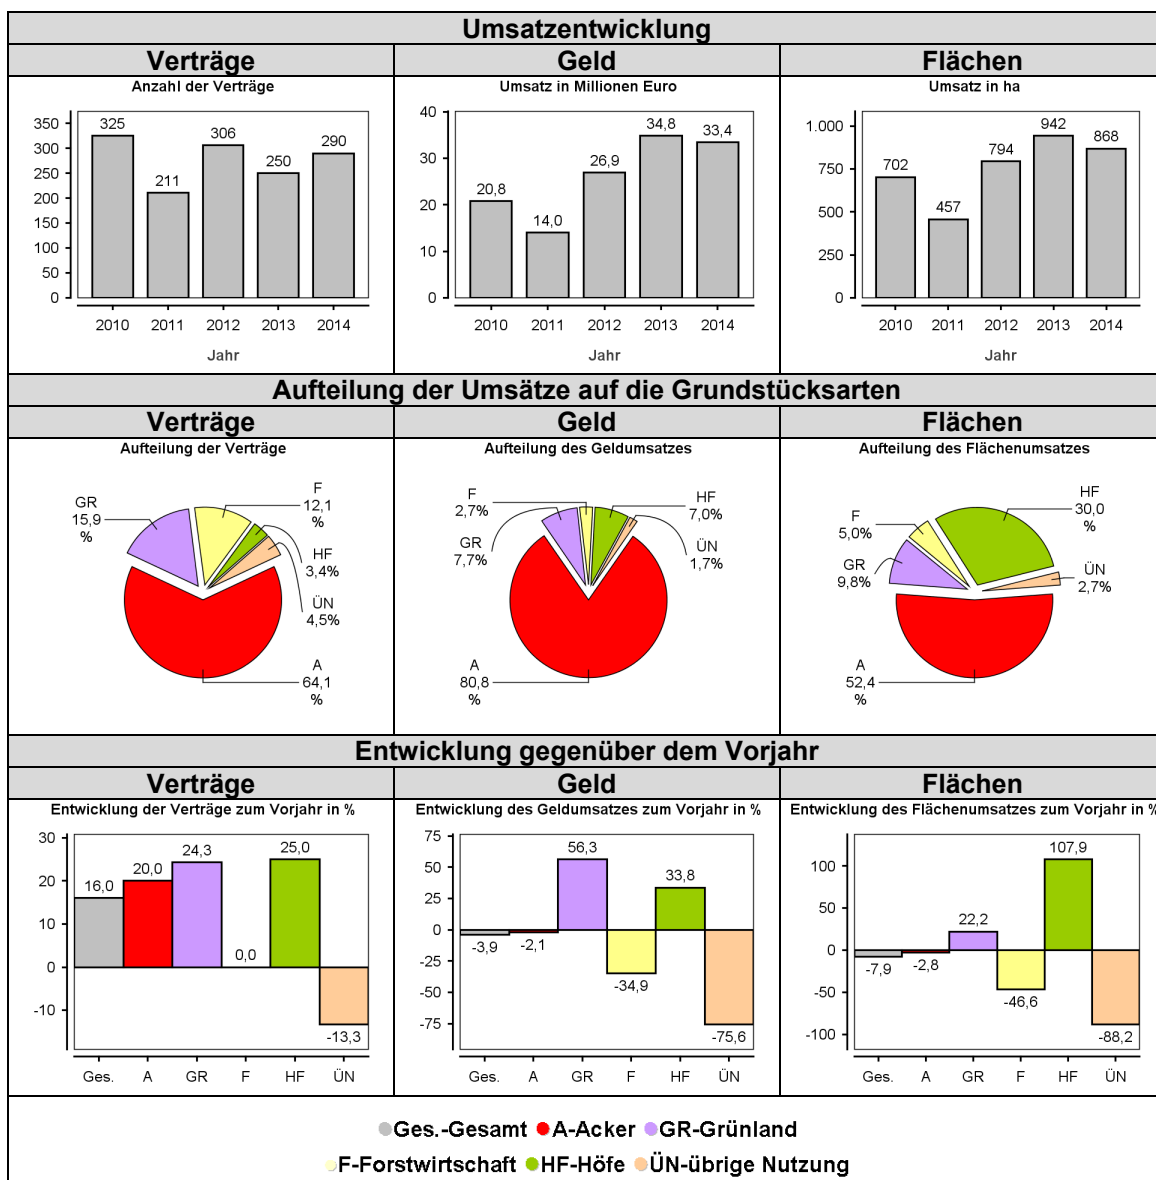 Umsatzentwicklung
Verträge
Geld
Flächen
Anzahl der Verträge
350
300
250
200
150
100
50
0
325
211
306
250
290
2010
2011
2012
2013
2014
Jahr
Umsatz in Millionen Euro
40
30
20
10
0
20,8
14,0
26,9
34,8
33,4
2010
2011
2012
2013
2014
Jahr
Umsatz in ha
1.000
750
500
250
0
702
457
794
942
868
2010
2011
2012
2013
2014
Jahr
Aufteilung der Umsätze auf die Grundstücksarten
Verträge
Geld
Flächen
Aufteilung der Verträge
GR
15,9
%
F
12,1
%
HF
3,4%
ÜN
4,5%
A
64,1
%
Aufteilung des Geldumsatzes
F
2,7%
GR
7,7%
HF
7,0%
ÜN
1,7%
A
80,8
%
Aufteilung des Flächenumsatzes
HF
30,0
%
F
5,0%
GR
9,8%
ÜN
2,7%
A
52,4
%
Entwicklung gegenüber dem Vorjahr
Verträge
Geld
Flächen
Entwicklung der Verträge zum Vorjahr in %
30
20
10
0
-10
16,0
20,0
24,3
0,0
25,0
-13,3
Ges.
A
GR
F
HF
ÜN
Entwicklung des Geldumsatzes zum Vorjahr in %
75
50
25
0
-25
-50
-75
-3,9
-2,1
56,3
-34,9
33,8
-75,6
Ges.
A
GR
F
HF
ÜN
Entwicklung des Flächenumsatzes zum Vorjahr in %
100
50
0
-50
-100
-7,9
-2,8
22,2
-46,6
107,9
-88,2
Ges.
A
GR
F
HF
ÜN
Ges.-Gesamt A-Acker GR-Grünland
F-Forstwirtschaft HF-Höfe ÜN-übrige Nutzung